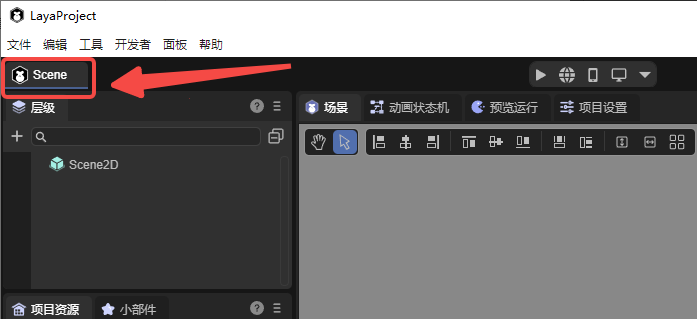 LayaProject
文件 编辑 工具 开发者 面板 帮助
Scene
层级 ? 场景 动画状态机 预览运行 项目设置
Scene2D
项目资源 小部件 ?